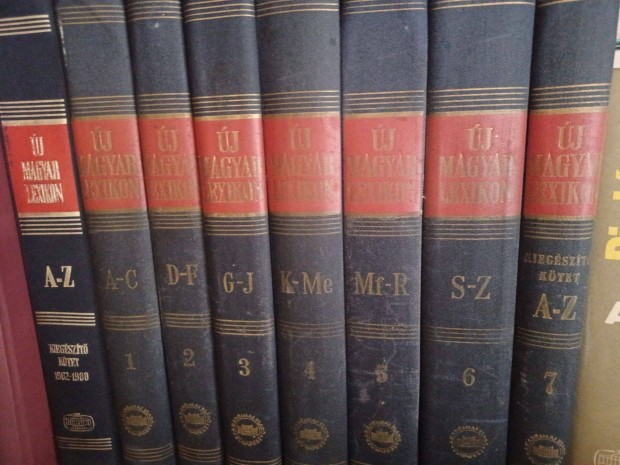 ÚJ
MAGYAR
LEXIKON
A-Z
KIEGÉSZÍTŐ
KÖTET
1962-1980
ÚJ
MAGYAR
LEXIKON
A-C
1
ÚJ
MAGYAR
LEXIKON
D-F
2
ÚJ
MAGYAR
LEXIKON
G-J
3
ÚJ
MAGYAR
LEXIKON
K-Me
4
ÚJ
MAGYAR
LEXIKON
Mf-R
5
ÚJ
MAGYAR
LEXIKON
S-Z
6
ÚJ
MAGYAR
LEXIKON
KIEGÉSZÍTŐ
KÖTET
A-Z
7